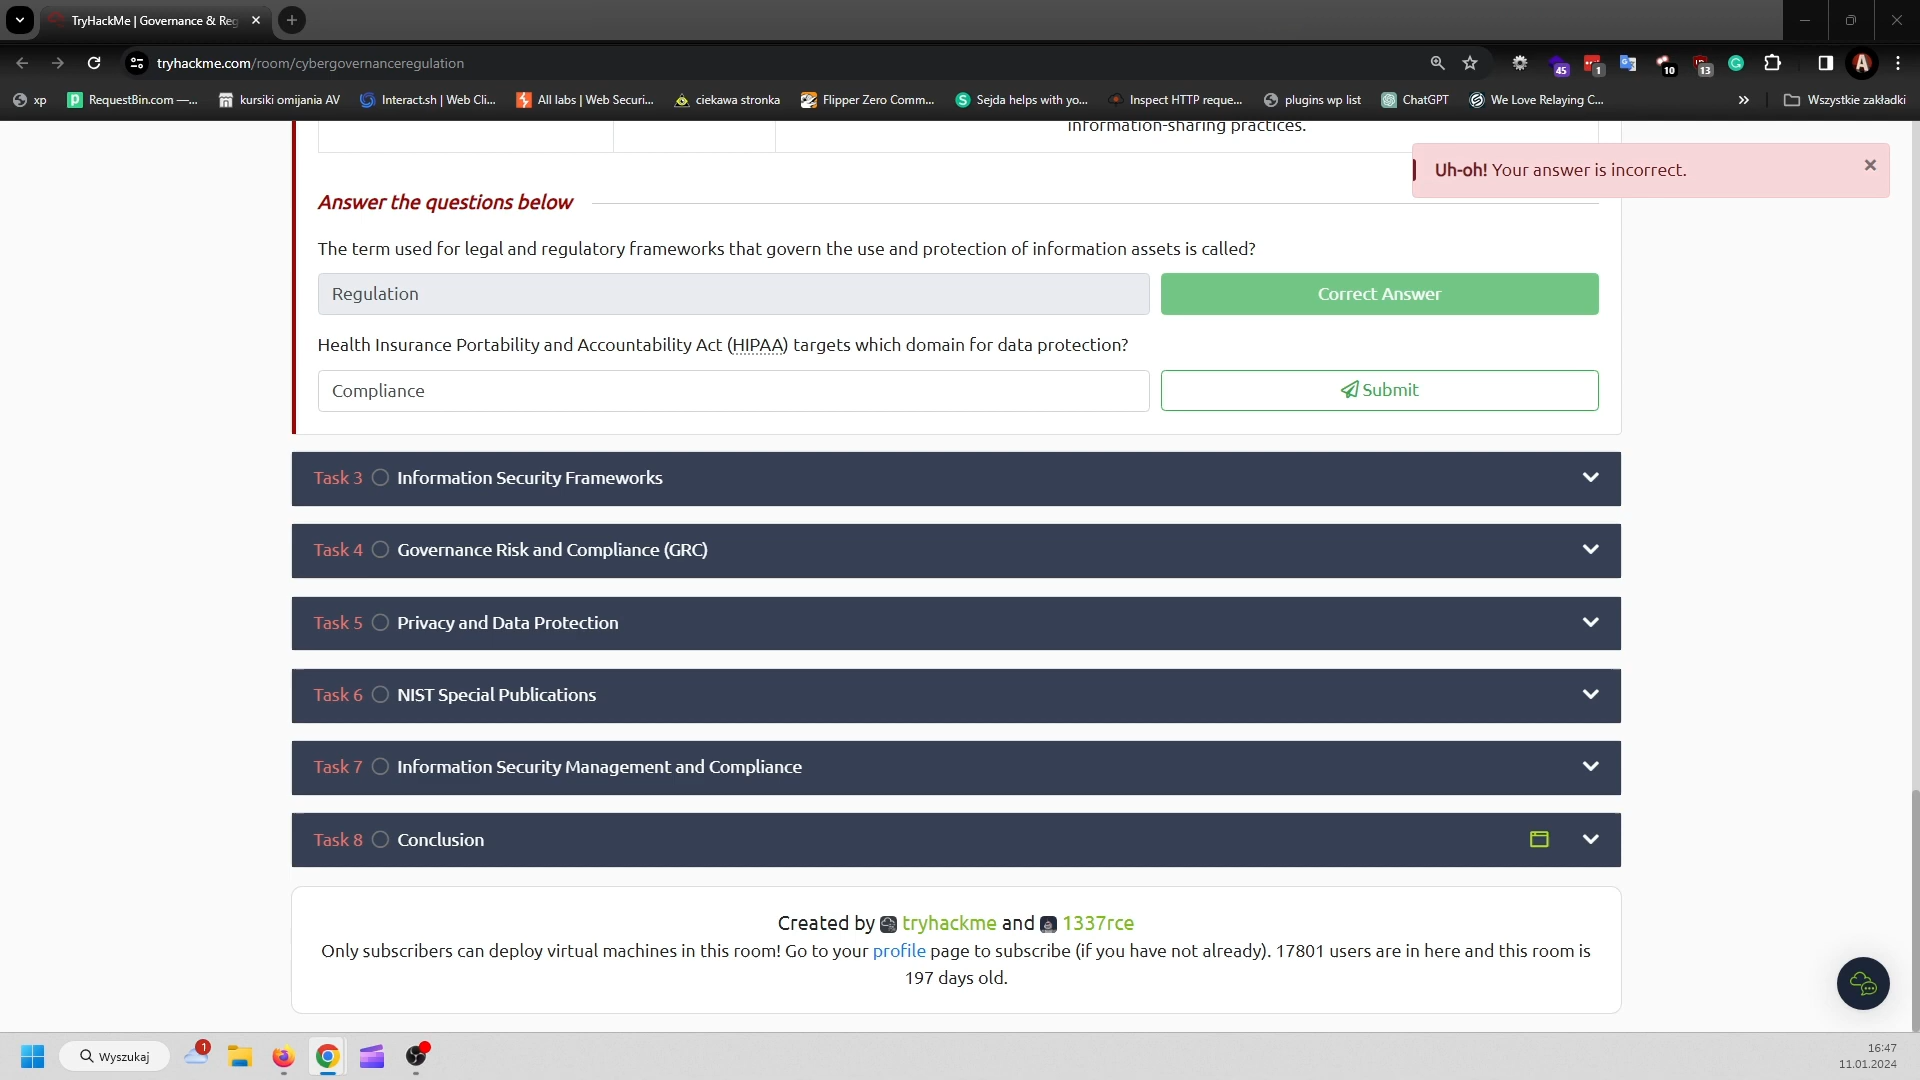 TryHackMe | Governance & Reg
tryhackme.com/room/cybergovernanceregulation
45
1
10
13
A
xp
RequestBin.com —...
kursiki omijania AV
Interact.sh | Web Cli...
All labs | Web Securi...
ciekawa stronka
Flipper Zero Comm...
Sejda helps with yo...
Inspect HTTP reque...
plugins wp list
ChatGPT
We Love Relaying C...
»
Wszystkie zakładki
information-sharing practices.
Uh-oh! Your answer is incorrect.
Answer the questions below
The term used for legal and regulatory frameworks that govern the use and protection of information assets is called?
Regulation
Correct Answer
Health Insurance Portability and Accountability Act (HIPAA) targets which domain for data protection?
Compliance
Submit
Task 3 Information Security Frameworks
Task 4 Governance Risk and Compliance (GRC)
Task 5 Privacy and Data Protection
Task 6 NIST Special Publications
Task 7 Information Security Management and Compliance
Task 8 Conclusion
Created by tryhackme and 1337rce
Only subscribers can deploy virtual machines in this room! Go to your profile page to subscribe (if you have not already). 17801 users are in here and this room is
197 days old.
Wyszukaj
1
16:47
11.01.2024